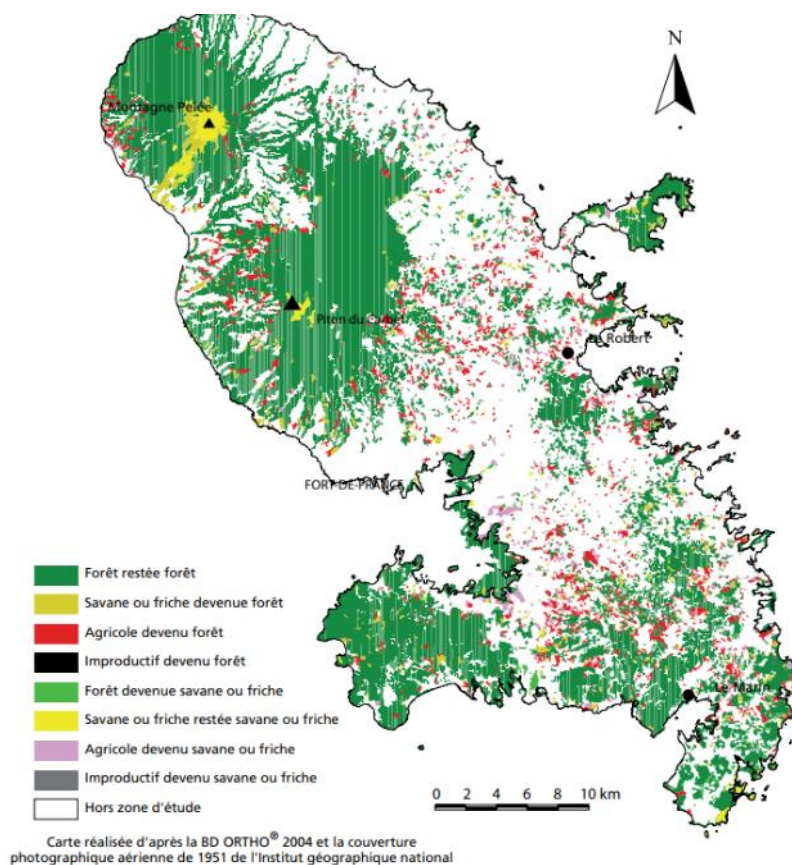 N
Montagne Pelée
Piton du Carbet
Le Robert
FORT-DE-FRANCE
Le Marin
Forêt restée forêt
Savane ou friche devenue forêt
Agricole devenu forêt
Improductif devenu forêt
Forêt devenue savane ou friche
Savane ou friche restée savane ou friche
Agricole devenu savane ou friche
Improductif devenu savane ou friche
Hors zone d'étude
0 2 4 6 8 10 km
Carte réalisée d'après la BD ORTHO® 2004 et la couverture
photographique aérienne de 1951 de l'Institut géographique national